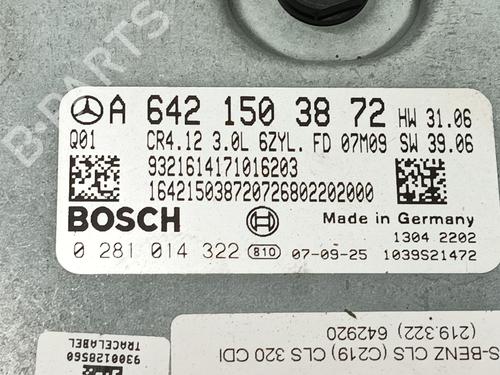 A 642 150 38 72 HW 31.06
Q01 CR4.12 3.0L 6ZYL. FD 07M09 SW 39.06
9321614171016203
164215038720726802202000
BOSCH Made in Germany
1304 2202
0 281 014 322 810 07-09-25 1039S21472
S-BENZ CLS (C219) CLS 320 CDI
(219.322) 642920
9300128560
TRACELABEL
B-PARTS